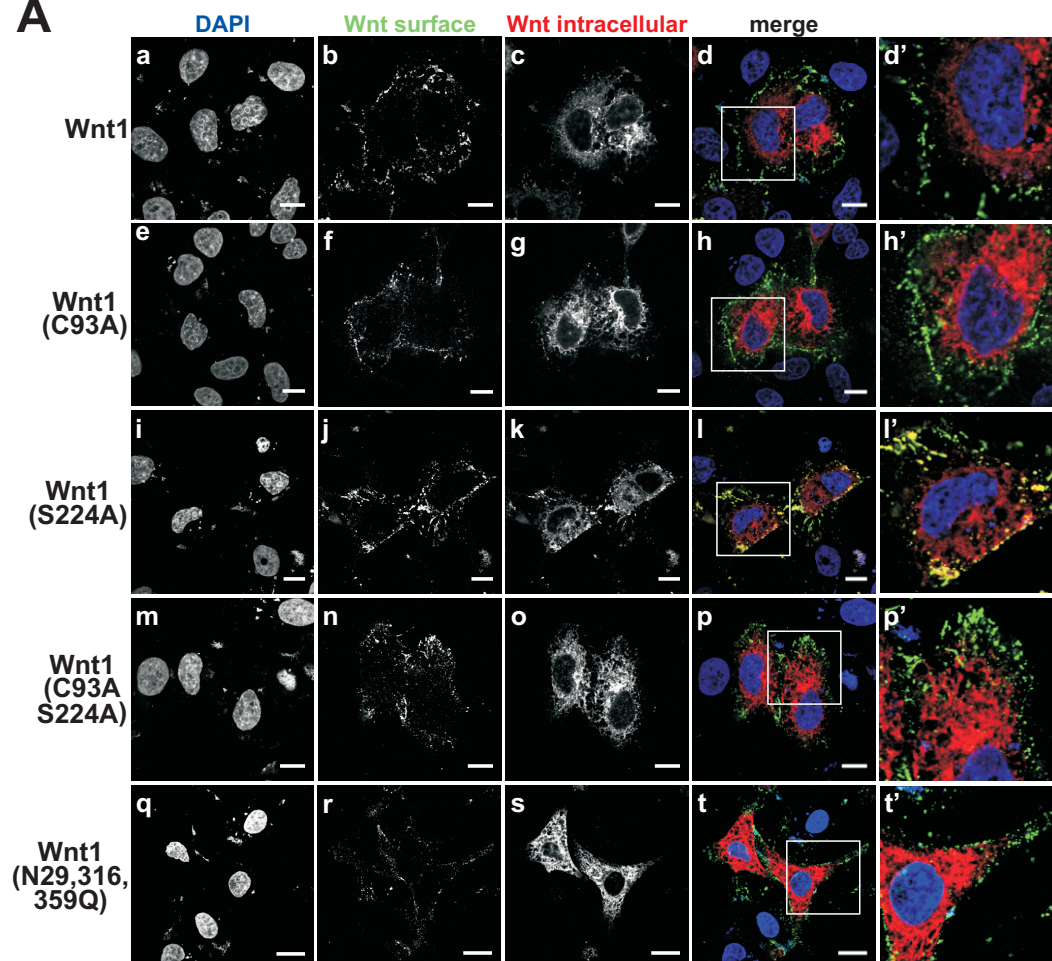 A
DAPI Wnt surface Wnt intracellular merge
a b c d d'
Wnt1
e f g h h'
Wnt1
(C93A)
i j k l l'
Wnt1
(S224A)
m n o p p'
Wnt1
(C93A
S224A)
q r s t t'
Wnt1
(N29,316,
359Q)